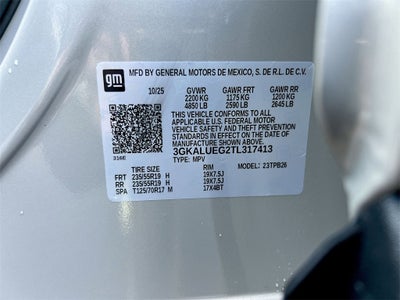 gm
MFD BY GENERAL MOTORS DE MEXICO, S. DE R.L. DE C.V.
10/25 GVWR GAWR FRT GAWR RR
2200 KG 1175 KG 1200 KG
4850 LB 2590 LB 2645 LB
THIS VEHICLE CONFORMS TO ALL
APPLICABLE U.S. FEDERAL MOTOR
VEHICLE SAFETY AND THEFT PREVENTION
STANDARDS IN EFFECT ON THE DATE OF
MANUFACTURE SHOWN ABOVE.
3GKALUEG2TL317413
316E TYPE: MPV 23TPB26
TIRE SIZE RIM
FRT 235/55R19 H 19X7.5J
RR 235/55R19 H 19X7.5J
SPA T125/70R17 M 17X4BT